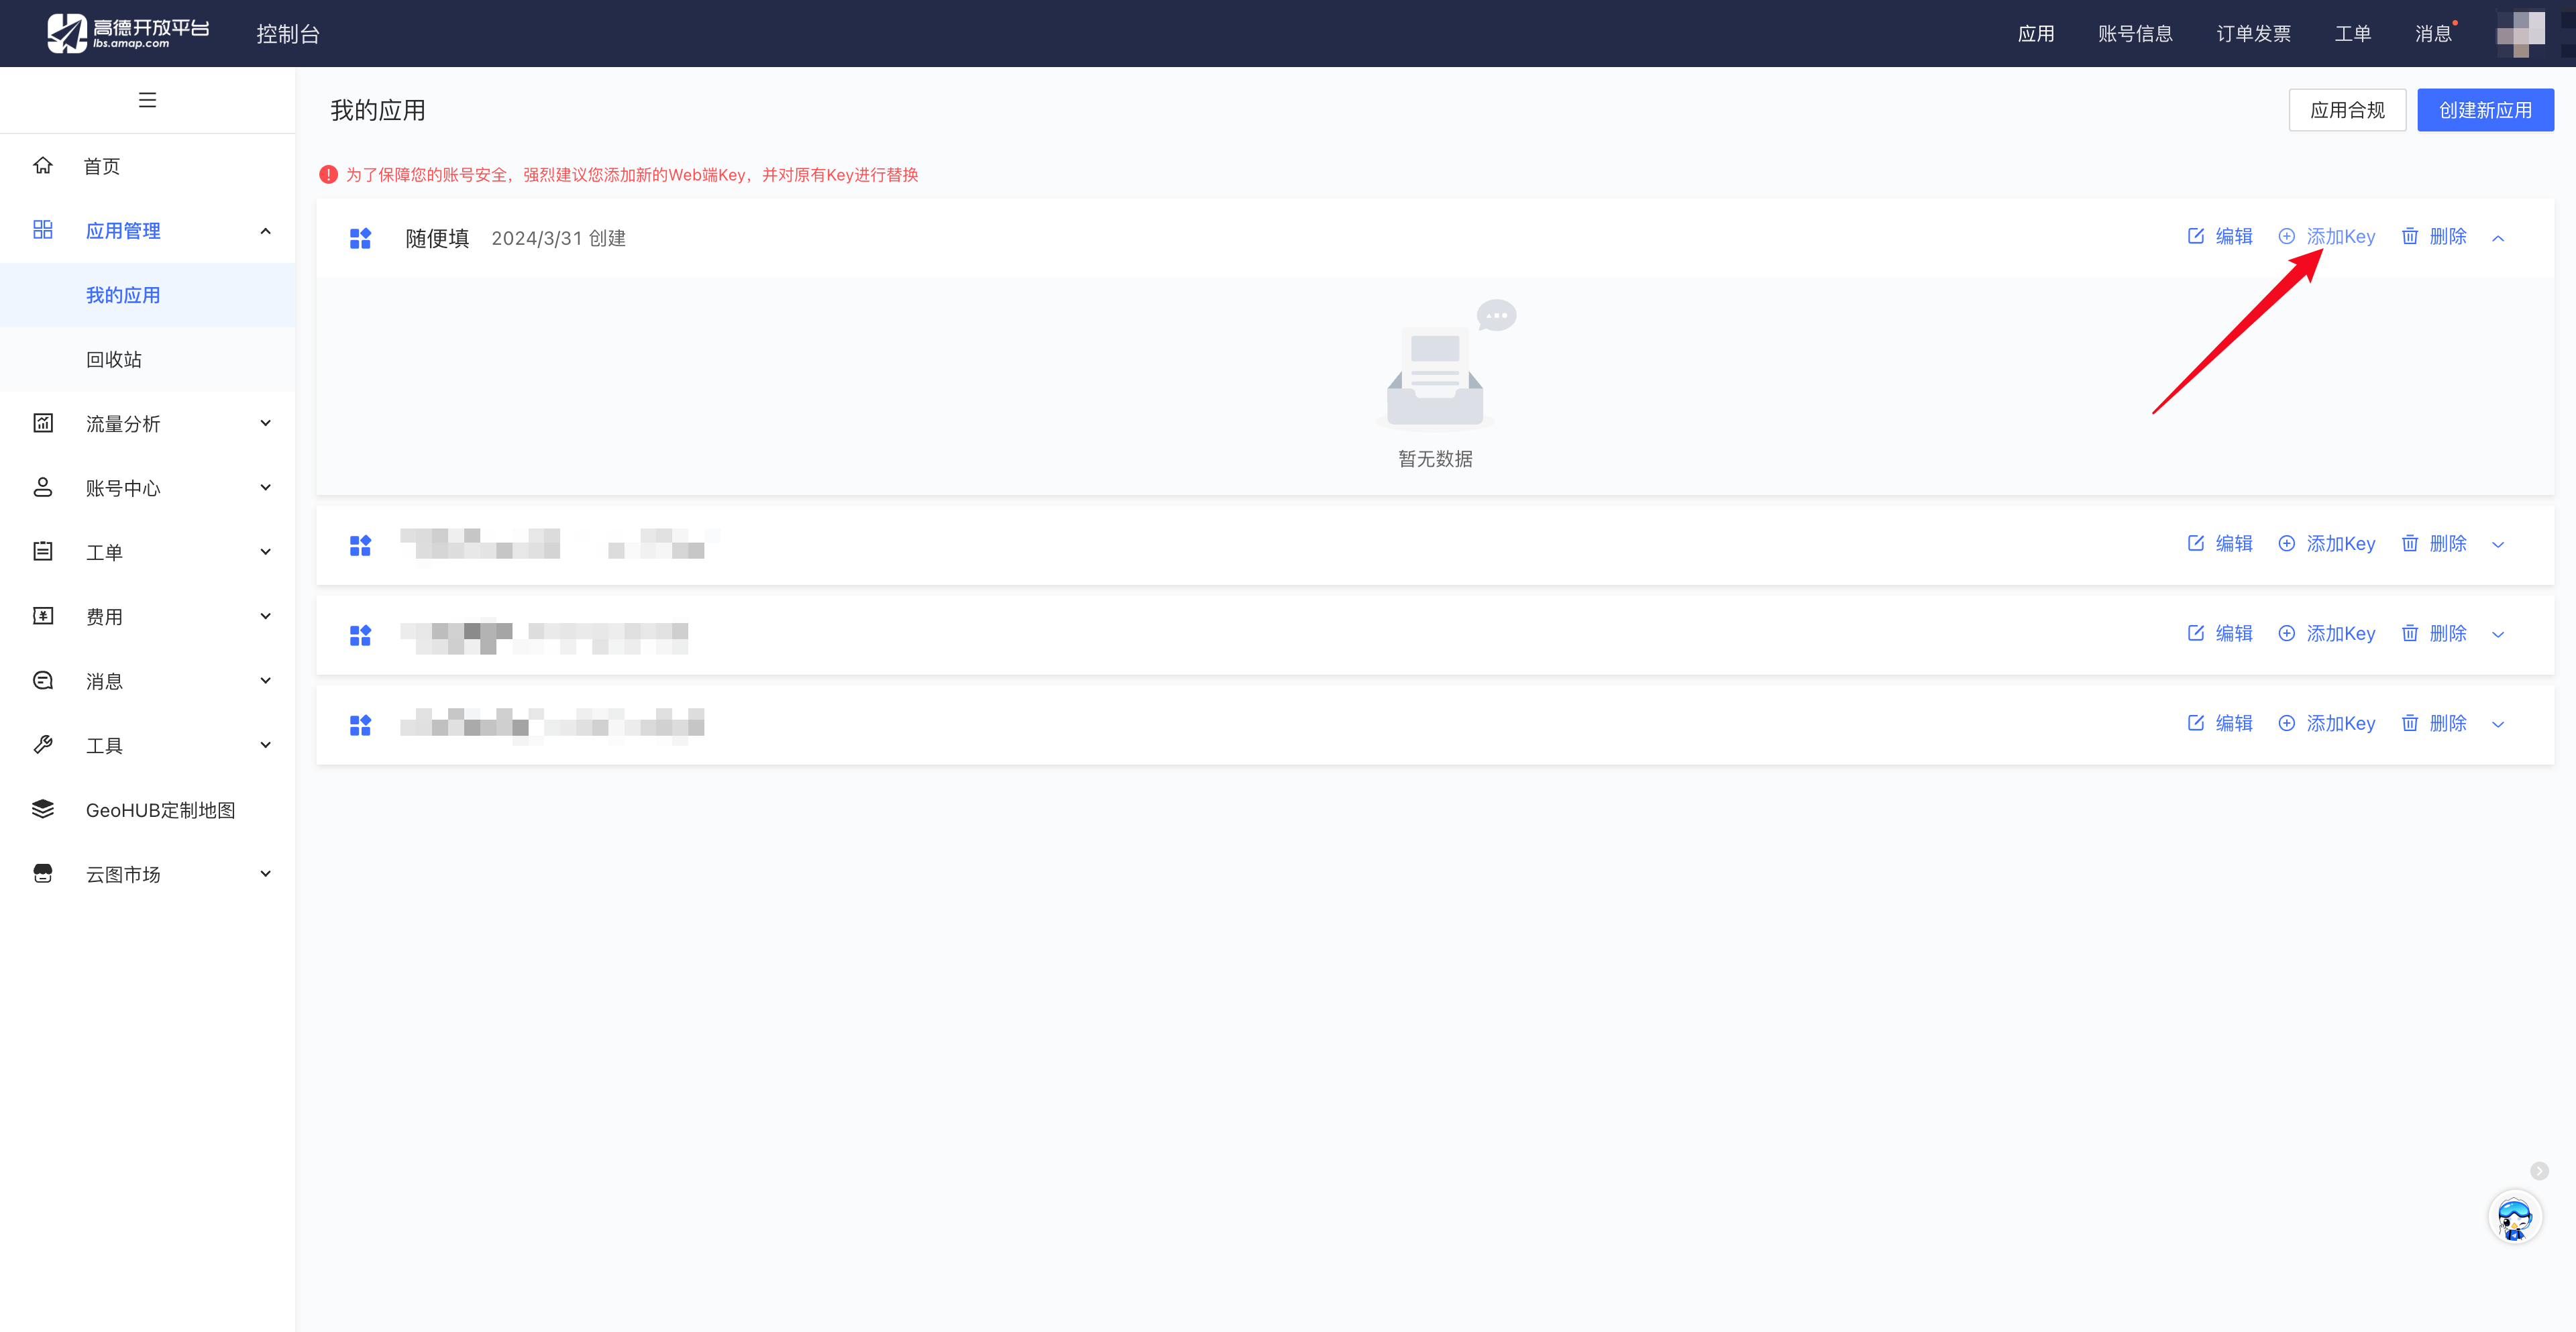 高德开放平台
lbs.amap.com
控制台
应用
账号信息
订单发票
工单
消息
首页
应用管理
我的应用
回收站
流量分析
账号中心
工单
费用
消息
工具
GeoHUB定制地图
云图市场
我的应用
应用合规
创建新应用
为了保障您的账号安全，强烈建议您添加新的Web端Key，并对原有Key进行替换
随便填 2024/3/31 创建
编辑 添加Key 删除
暂无数据
编辑 添加Key 删除
编辑 添加Key 删除
编辑 添加Key 删除